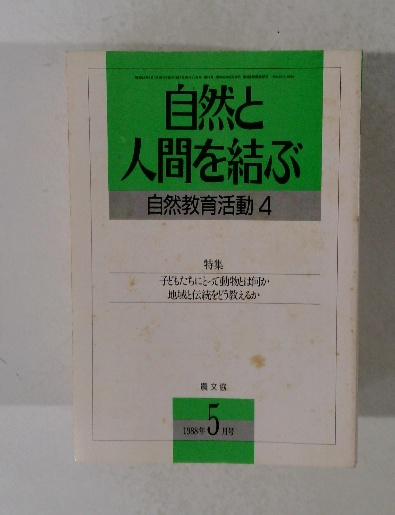 自然と
人間を結ぶ
自然教育活動 4
特集
子どもたちにとって動物とは何か
地域と伝統をどう教えるか
農文協
1988年5月号